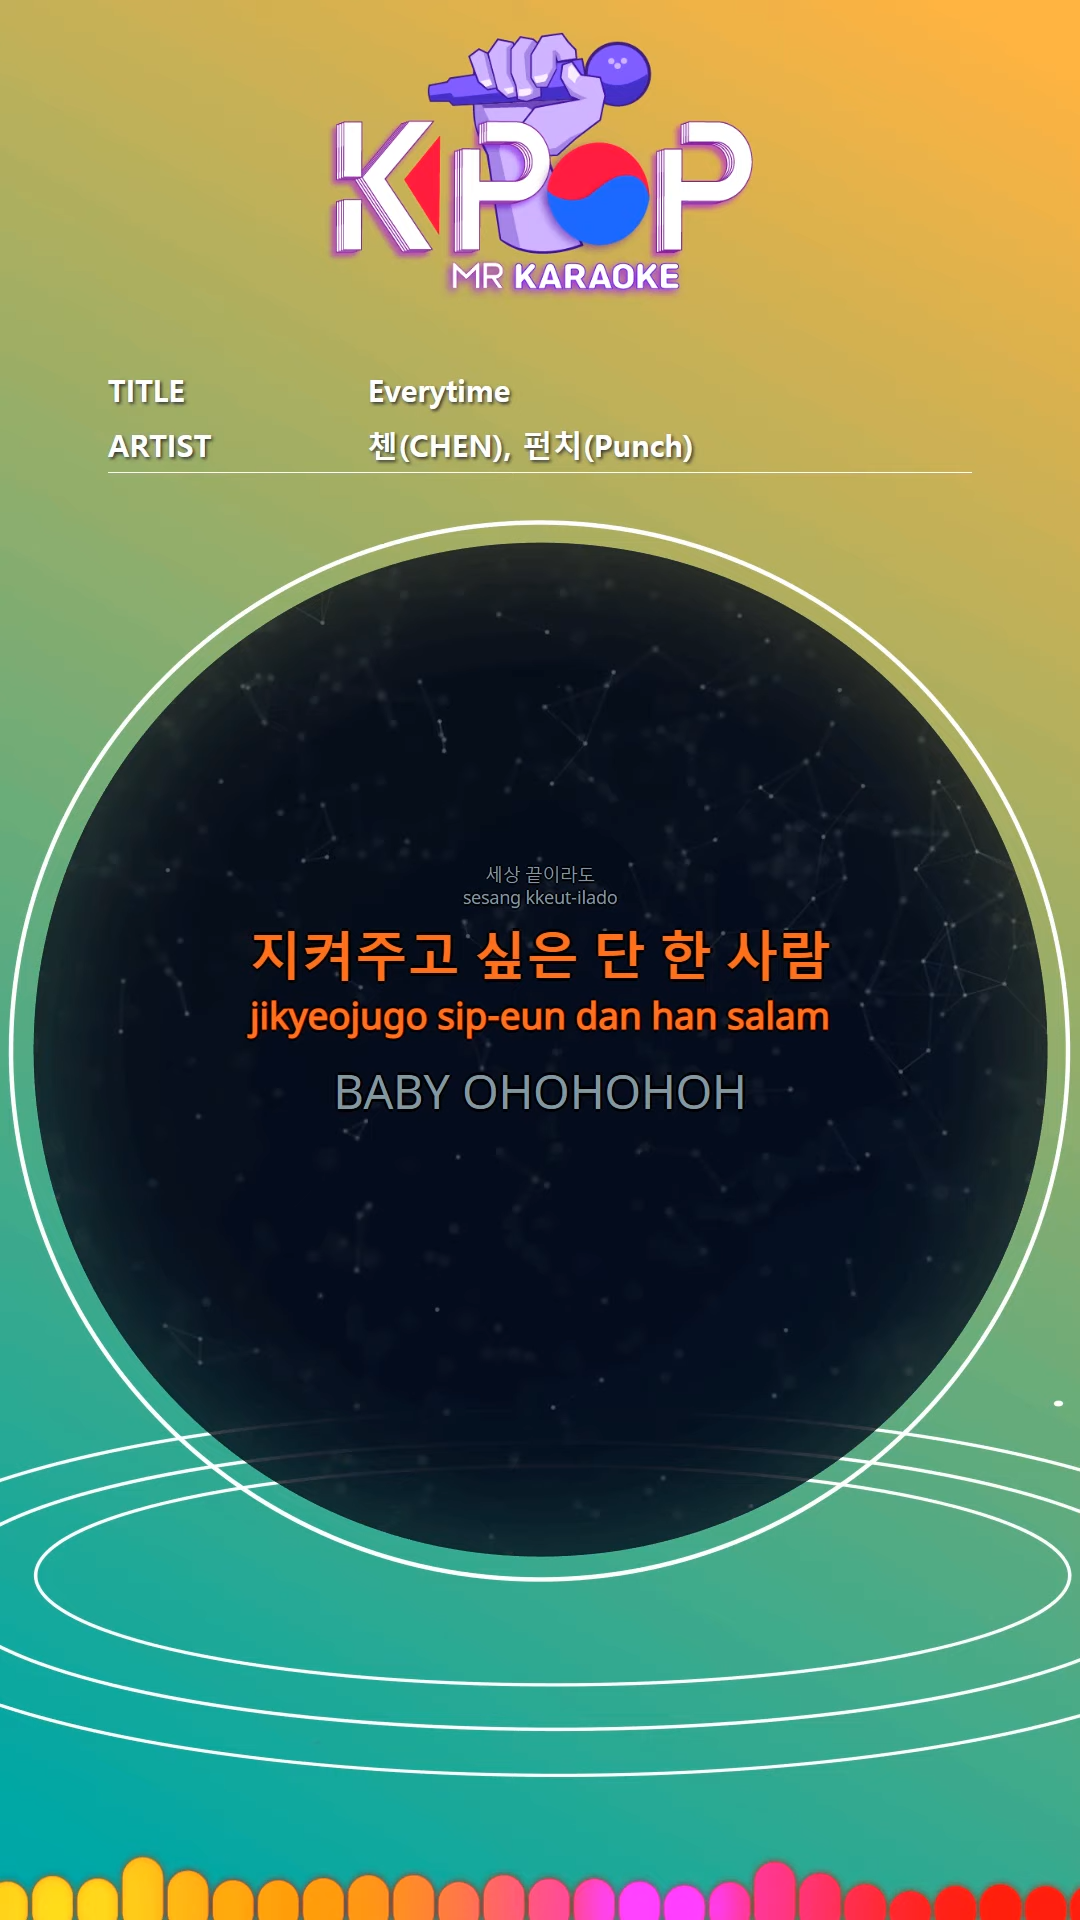 KPOP
MR KARAOKE
TITLE Everytime
ARTIST 첸(CHEN), 펀치(Punch)
세상 끝이라도
sesang kkeut-ilado
지켜주고 싶은 단 한 사람
jikyeojugo sip-eun dan han salam
BABY OHOHOHOH